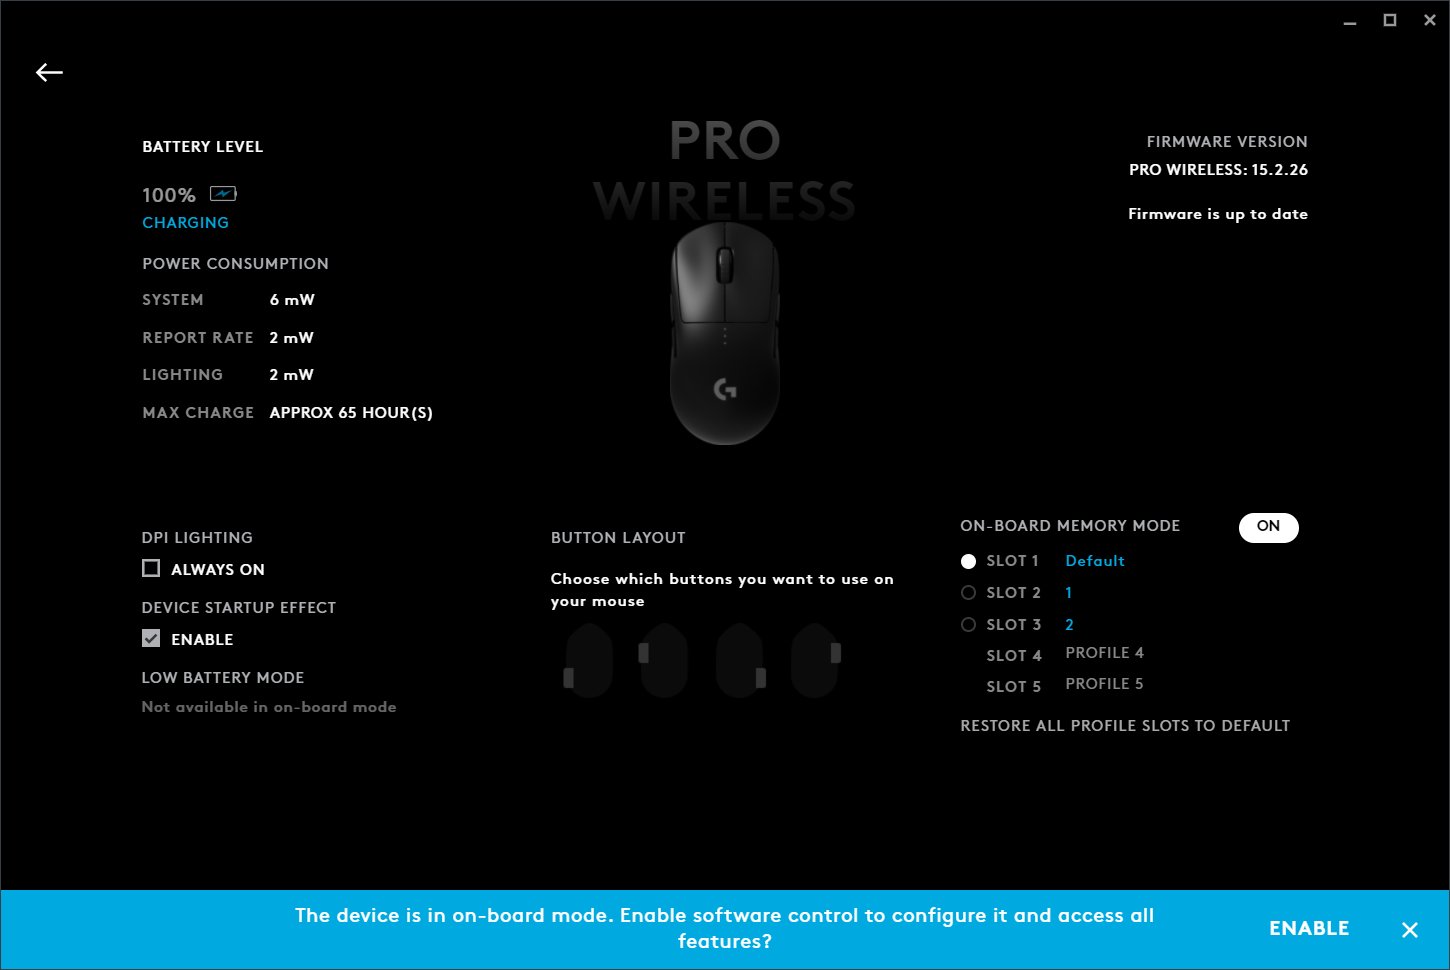 PRO
WIRELESS
BATTERY LEVEL
100%
CHARGING
POWER CONSUMPTION
SYSTEM 6 mW
REPORT RATE 2 mW
LIGHTING 2 mW
MAX CHARGE APPROX 65 HOUR(S)
FIRMWARE VERSION
PRO WIRELESS: 15.2.26
Firmware is up to date
DPI LIGHTING
ALWAYS ON
DEVICE STARTUP EFFECT
ENABLE
LOW BATTERY MODE
Not available in on-board mode
BUTTON LAYOUT
Choose which buttons you want to use on
your mouse
ON-BOARD MEMORY MODE ON
SLOT 1 Default
SLOT 2 1
SLOT 3 2
SLOT 4 PROFILE 4
SLOT 5 PROFILE 5
RESTORE ALL PROFILE SLOTS TO DEFAULT
The device is in on-board mode. Enable software control to configure it and access all
features?
ENABLE